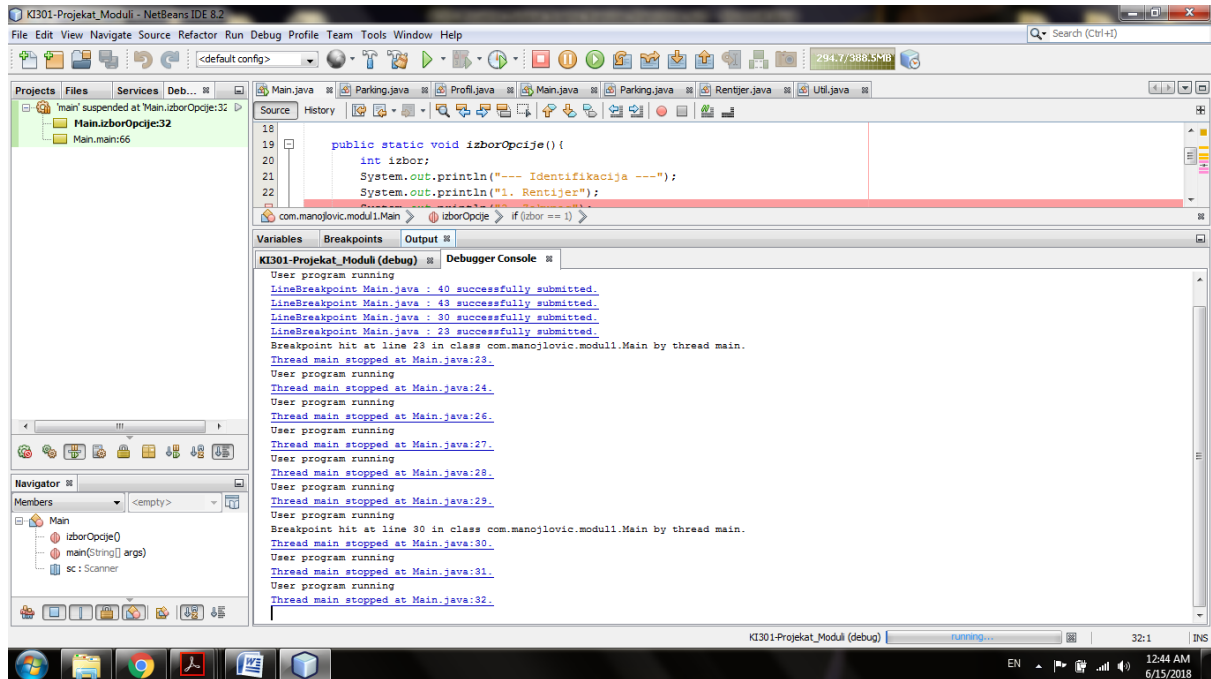 KI301-Projekat_Moduli - NetBeans IDE 8.2
File Edit View Navigate Source Refactor Run Debug Profile Team Tools Window Help
Search (Ctrl+I)
<default config>
294.7/388.5MB
Projects Files Services Deb...
Main.java Parking.java Profil.java Main.java Parking.java Rentijer.java Util.java
'main' suspended at 'Main.izborOpcije:32
Main.izborOpcije:32
Main.main:66
Source History
18
19 public static void izborOpcije(){
20 int izbor;
21 System.out.println("--- Identifikacija ---");
22 System.out.println("1. Rentijer");
com.manojlovic.modul1.Main izborOpcije if (izbor == 1)
Variables Breakpoints Output
KI301-Projekat_Moduli (debug) Debugger Console
User program running
LineBreakpoint Main.java : 40 successfully submitted.
LineBreakpoint Main.java : 43 successfully submitted.
LineBreakpoint Main.java : 30 successfully submitted.
LineBreakpoint Main.java : 23 successfully submitted.
Breakpoint hit at line 23 in class com.manojlovic.modul1.Main by thread main.
Thread main stopped at Main.java:23.
User program running
Thread main stopped at Main.java:24.
User program running
Thread main stopped at Main.java:26.
User program running
Thread main stopped at Main.java:27.
User program running
Thread main stopped at Main.java:28.
User program running
Thread main stopped at Main.java:29.
User program running
Breakpoint hit at line 30 in class com.manojlovic.modul1.Main by thread main.
Thread main stopped at Main.java:30.
User program running
Thread main stopped at Main.java:31.
User program running
Thread main stopped at Main.java:32.
Navigator
Members <empty>
Main
izborOpcije()
main(String[] args)
sc : Scanner
KI301-Projekat_Moduli (debug) running... 32:1 INS
EN 12:44 AM
6/15/2018